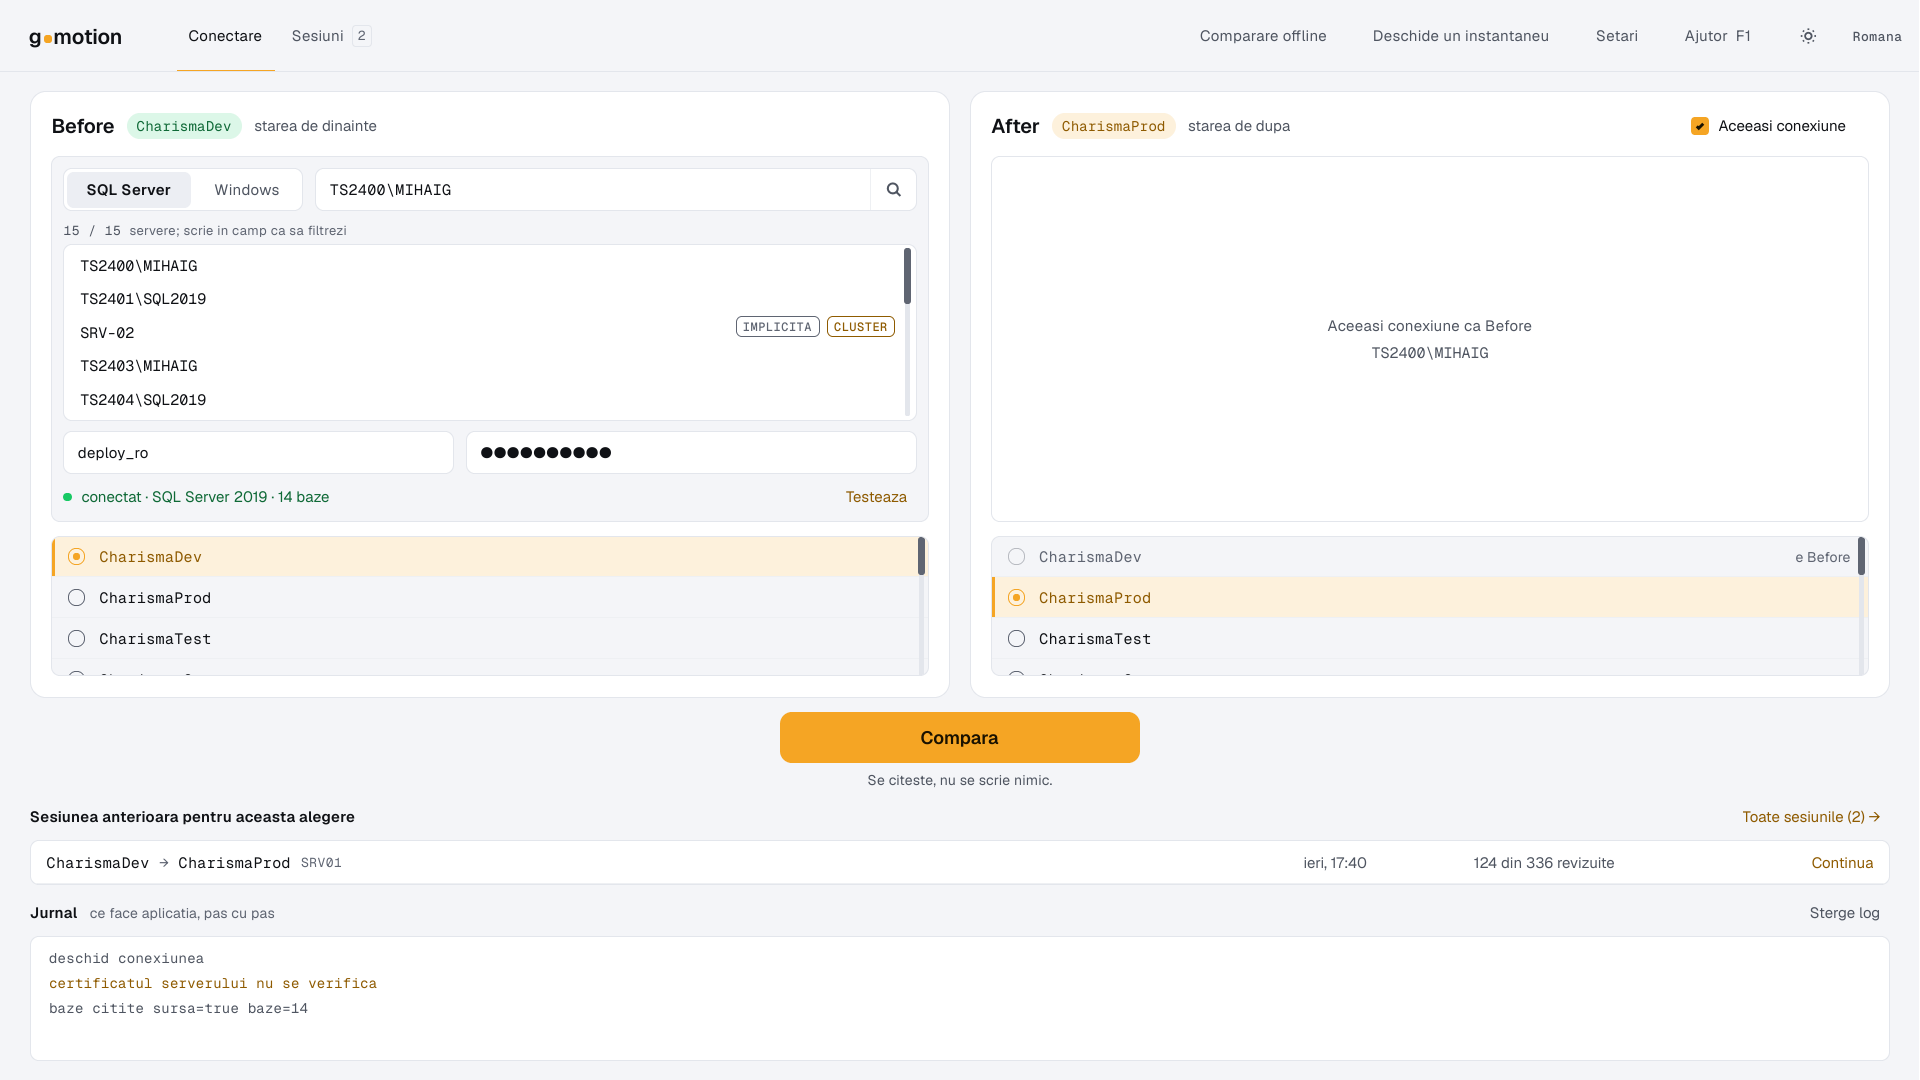 gomotion
Conectare
Sesiuni 2
Comparare offline
Deschide un instantaneu
Setari
Ajutor F1
Romana
Before CharismaDev starea de dinainte
SQL Server Windows TS2400\MIHAIG
15 / 15 servere; scrie in camp ca sa filtrezi
TS2400\MIHAIG
TS2401\SQL2019
SRV-02 IMPLICITA CLUSTER
TS2403\MIHAIG
TS2404\SQL2019
deploy_ro ●●●●●●●●●●
conectat · SQL Server 2019 · 14 baze Testeaza
CharismaDev
CharismaProd
CharismaTest
After CharismaProd starea de dupa Aceeasi conexiune
Aceeasi conexiune ca Before
TS2400\MIHAIG
CharismaDev e Before
CharismaProd
CharismaTest
Compara
Se citeste, nu se scrie nimic.
Sesiunea anterioara pentru aceasta alegere Toate sesiunile (2) →
CharismaDev → CharismaProd SRV01 ieri, 17:40 124 din 336 revizuite Continua
Jurnal ce face aplicatia, pas cu pas Sterge log
deschid conexiunea
certificatul serverului nu se verifica
baze citite sursa=true baze=14